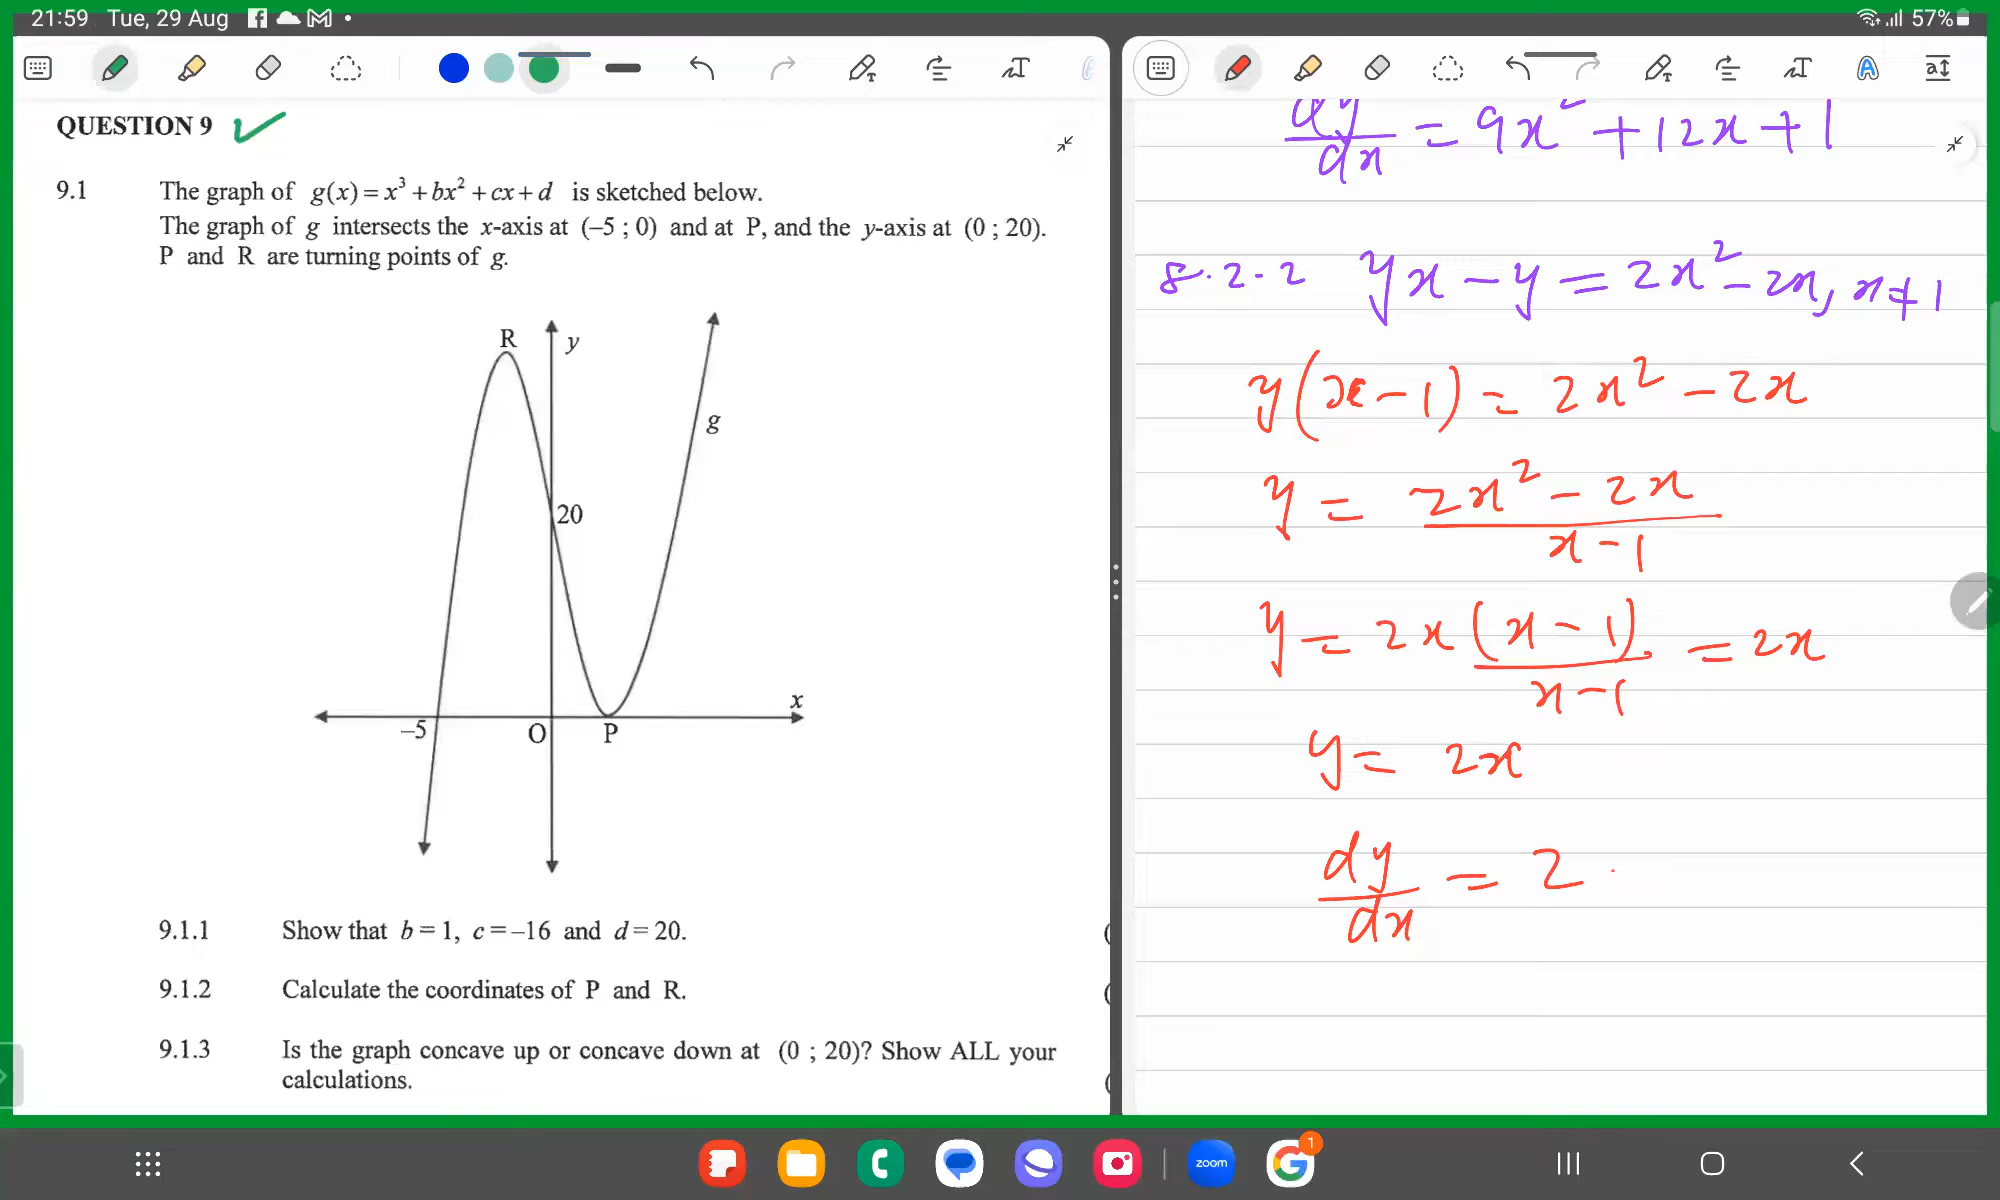 21:59 Tue, 29 Aug
57%
QUESTION 9
9.1 The graph of g(x) = x³ + bx² + cx + d is sketched below.
The graph of g intersects the x-axis at (–5 ; 0) and at P, and the y-axis at (0 ; 20).
P and R are turning points of g.
R
y
g
20
x
–5
O
P
9.1.1 Show that b = 1, c = –16 and d = 20.
9.1.2 Calculate the coordinates of P and R.
9.1.3 Is the graph concave up or concave down at (0 ; 20)? Show ALL your
calculations.
dy/dx = 9x² + 12x + 1
8.2.2 yx – y = 2x² – 2x, x ≠ 1
y(x – 1) = 2x² – 2x
y = (2x² – 2x)/(x – 1)
y = 2x (x – 1)/(x – 1) = 2x
y = 2x
dy/dx = 2
zoom
1